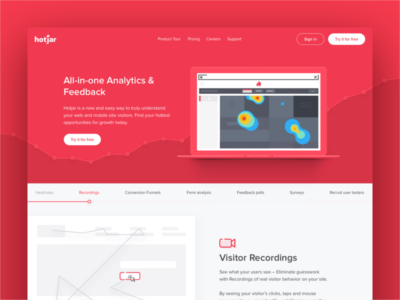 hotjar
Product Tour Pricing Careers Support
Sign in
Try it for free
All-in-one Analytics &
Feedback
Hotjar is a new and easy way to truly understand
your web and mobile site visitors. Find your hottest
opportunities for growth today.
Try it for free
Heatmaps Recordings Conversion Funnels Form analysis Feedback polls Surveys Recruit user testers
Visitor Recordings
See what your users see – Eliminate guesswork
with Recordings of real visitor behavior on your site.
By seeing your visitor's clicks, taps and mouse